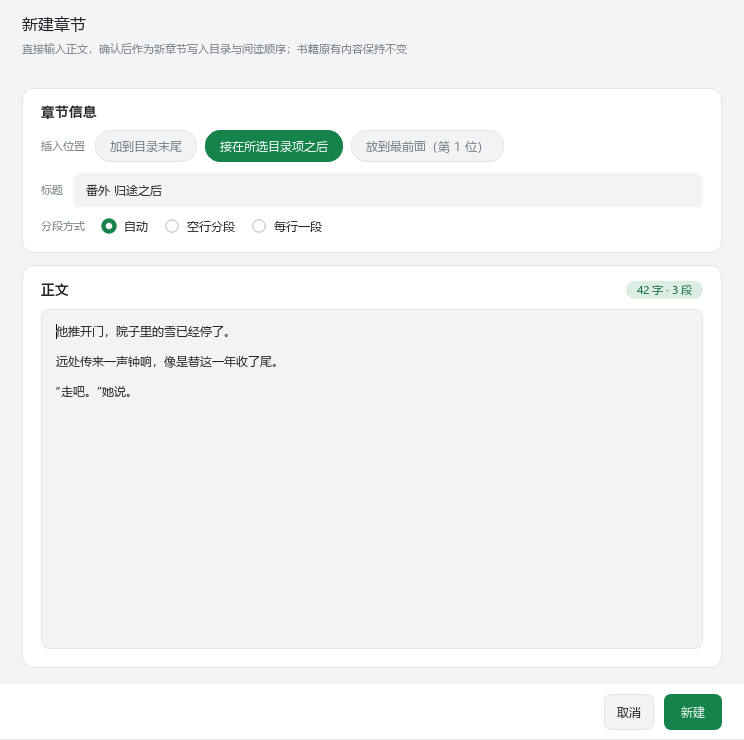 新建章节
直接输入正文，确认后作为新章节写入目录与阅读顺序；书籍原有内容保持不变
章节信息
插入位置 加到目录末尾 接在所选目录项之后 放到最前面（第 1 位）
标题 番外 归途之后
分段方式 自动 空行分段 每行一段
正文 42 字 · 3 段
他推开门，院子里的雪已经停了。
远处传来一声钟响，像是替这一年收了尾。
“走吧。”她说。
取消 新建